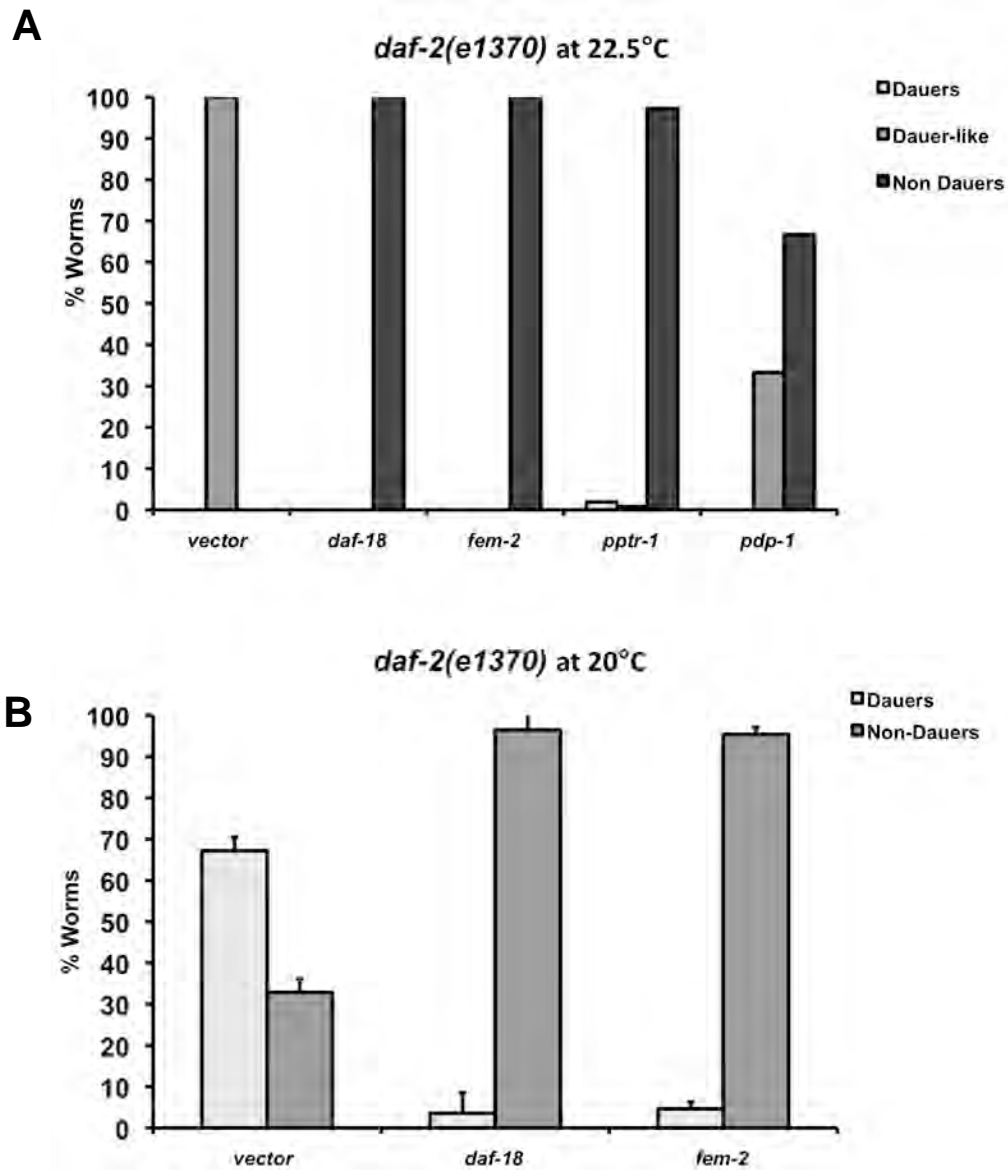 A
daf-2(e1370) at 22.5°C
Dauers
Dauer-like
Non Dauers
100
90
80
70
60
50
40
30
20
10
0
% Worms
vector daf-18 fem-2 pptr-1 pdp-1
B
daf-2(e1370) at 20°C
Dauers
Non-Dauers
100
90
80
70
60
50
40
30
20
10
0
% Worms
vector daf-18 fem-2